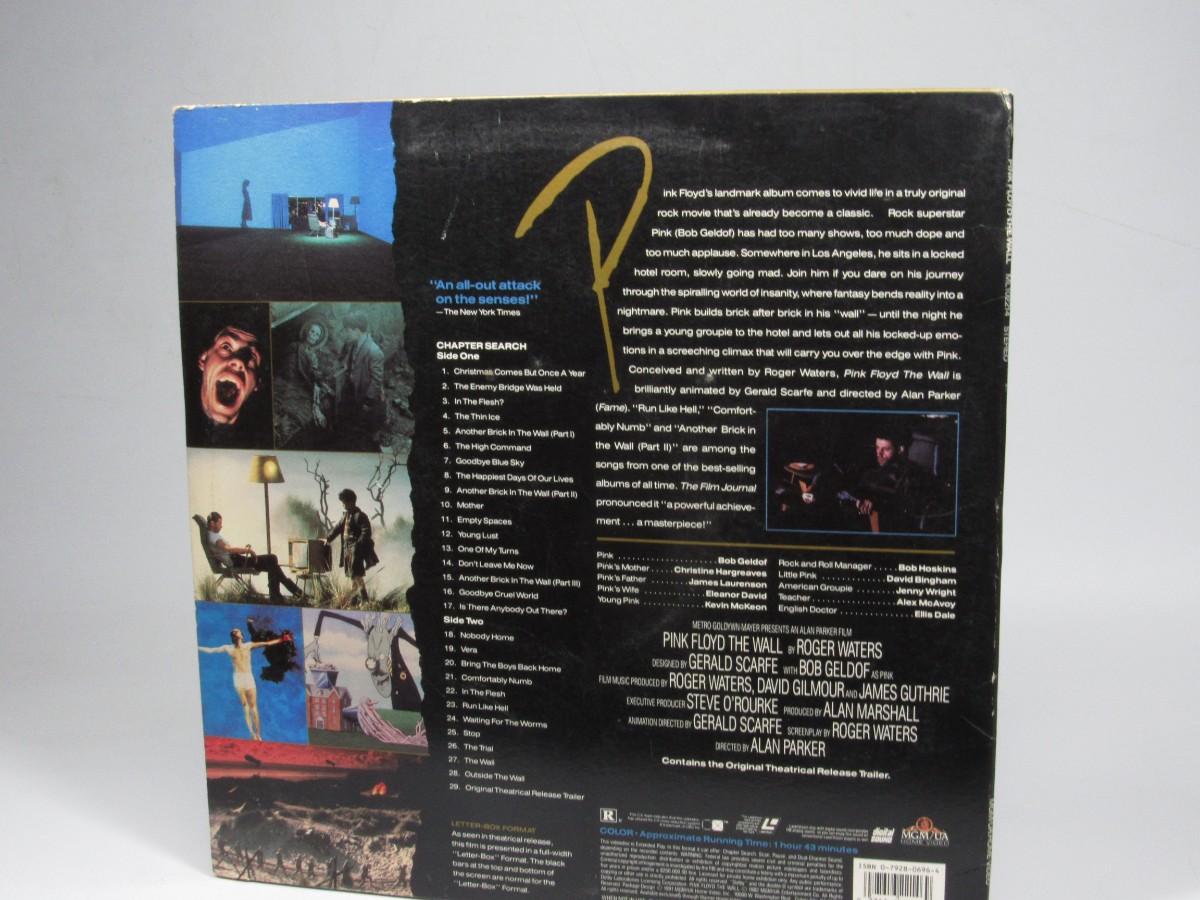 P
ink Floyd's landmark album comes to vivid life in a truly original
rock movie that's already become a classic. Rock superstar
Pink (Bob Geldof) has had too many shows, too much dope and
too much applause. Somewhere in Los Angeles, he sits in a locked
hotel room, slowly going mad. Join him if you dare on his journey
through the spiralling world of insanity, where fantasy bends reality into a
nightmare. Pink builds brick after brick in his "wall" — until the night he
brings a young groupie to the hotel and lets out all his locked-up emo-
tions in a screeching climax that will carry you over the edge with Pink.
Conceived and written by Roger Waters, Pink Floyd The Wall is
brilliantly animated by Gerald Scarfe and directed by Alan Parker
(Fame). "Run Like Hell," "Comfort-
ably Numb" and "Another Brick in
the Wall (Part II)" are among the
songs from one of the best-selling
albums of all time. The Film Journal
pronounced it "a powerful achieve-
ment . . . a masterpiece!"
"An all-out attack
on the senses!"
—The New York Times
CHAPTER SEARCH
Side One
1. Christmas Comes But Once A Year
2. The Enemy Bridge Was Held
3. In The Flesh?
4. The Thin Ice
5. Another Brick In The Wall (Part I)
6. The High Command
7. Goodbye Blue Sky
8. The Happiest Days Of Our Lives
9. Another Brick In The Wall (Part II)
10. Mother
11. Empty Spaces
12. Young Lust
13. One Of My Turns
14. Don't Leave Me Now
15. Another Brick In The Wall (Part III)
16. Goodbye Cruel World
17. Is There Anybody Out There?
Side Two
18. Nobody Home
19. Vera
20. Bring The Boys Back Home
21. Comfortably Numb
22. In The Flesh
23. Run Like Hell
24. Waiting For The Worms
25. Stop
26. The Trial
27. The Wall
28. Outside The Wall
29. Original Theatrical Release Trailer
LETTER-BOX FORMAT
As seen in theatrical release,
this film is presented in a full-width
"Letter-Box" Format. The black
bars at the top and bottom of
the screen are normal for the
"Letter-Box" Format.
Pink . . . . . Bob Geldof
Pink's Mother . . . . . Christine Hargreaves
Pink's Father . . . . . James Laurenson
Pink's Wife . . . . . Eleanor David
Young Pink . . . . . Kevin McKeon
Rock and Roll Manager . . . . . Bob Hoskins
Little Pink . . . . . David Bingham
American Groupie . . . . . Jenny Wright
Teacher . . . . . Alex McAvoy
English Doctor . . . . . Ellis Dale
METRO-GOLDWYN-MAYER PRESENTS AN ALAN PARKER FILM
PINK FLOYD THE WALL BY ROGER WATERS
DESIGNED BY GERALD SCARFE WITH BOB GELDOF AS PINK
FILM MUSIC PRODUCED BY ROGER WATERS, DAVID GILMOUR AND JAMES GUTHRIE
EXECUTIVE PRODUCER STEVE O'ROURKE PRODUCED BY ALAN MARSHALL
ANIMATION DIRECTED BY GERALD SCARFE SCREENPLAY BY ROGER WATERS
DIRECTED BY ALAN PARKER
Contains the Original Theatrical Release Trailer.
R
digital sound
MGM/UA
HOME VIDEO
COLOR • Approximate Running Time: 1 hour 43 minutes
ISBN 0-7928-0696-4
PINK FLOYD THE WALL
STEREO